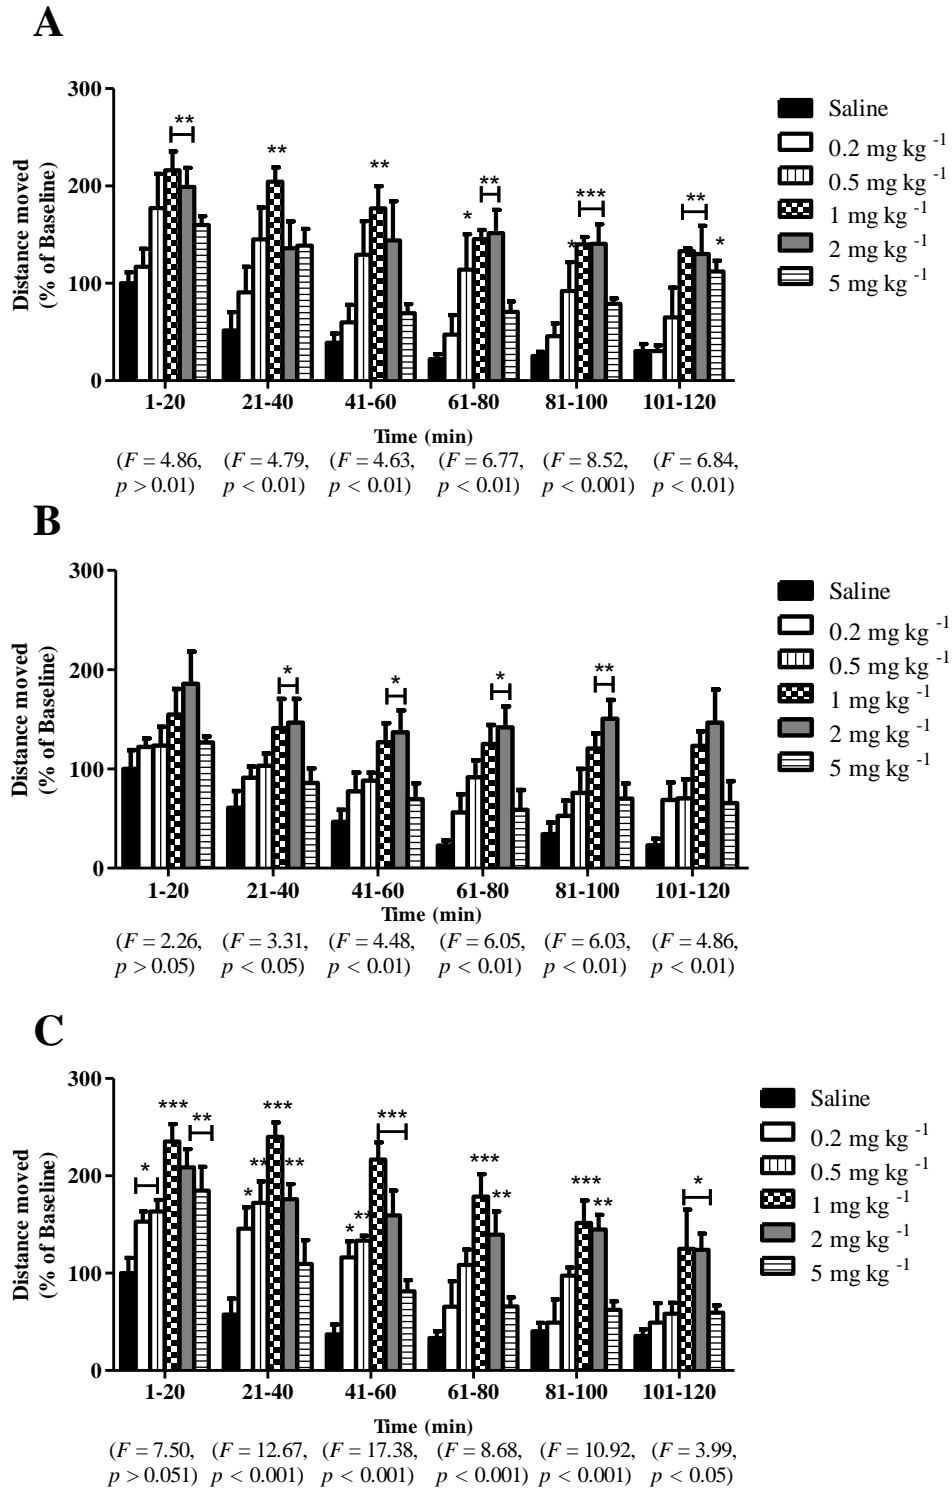 A
300
200
100
0
Distance moved
(% of Baseline)
**
**
**
*
**
*
***
**
*
1-20 21-40 41-60 61-80 81-100 101-120
Time (min)
(F = 4.86, (F = 4.79, (F = 4.63, (F = 6.77, (F = 8.52, (F = 6.84,
p > 0.01) p < 0.01) p < 0.01) p < 0.01) p < 0.001) p < 0.01)
Saline
0.2 mg kg -1
0.5 mg kg -1
1 mg kg -1
2 mg kg -1
5 mg kg -1
B
300
200
100
0
Distance moved
(% of Baseline)
*
*
*
**
1-20 21-40 41-60 61-80 81-100 101-120
Time (min)
(F = 2.26, (F = 3.31, (F = 4.48, (F = 6.05, (F = 6.03, (F = 4.86,
p > 0.05) p < 0.05) p < 0.01) p < 0.01) p < 0.01) p < 0.01)
Saline
0.2 mg kg -1
0.5 mg kg -1
1 mg kg -1
2 mg kg -1
5 mg kg -1
C
300
200
100
0
Distance moved
(% of Baseline)
*
***
**
*
**
***
**
*
**
***
***
**
***
**
*
1-20 21-40 41-60 61-80 81-100 101-120
Time (min)
(F = 7.50, (F = 12.67, (F = 17.38, (F = 8.68, (F = 10.92, (F = 3.99,
p > 0.051) p < 0.001) p < 0.001) p < 0.001) p < 0.001) p < 0.05)
Saline
0.2 mg kg -1
0.5 mg kg -1
1 mg kg -1
2 mg kg -1
5 mg kg -1